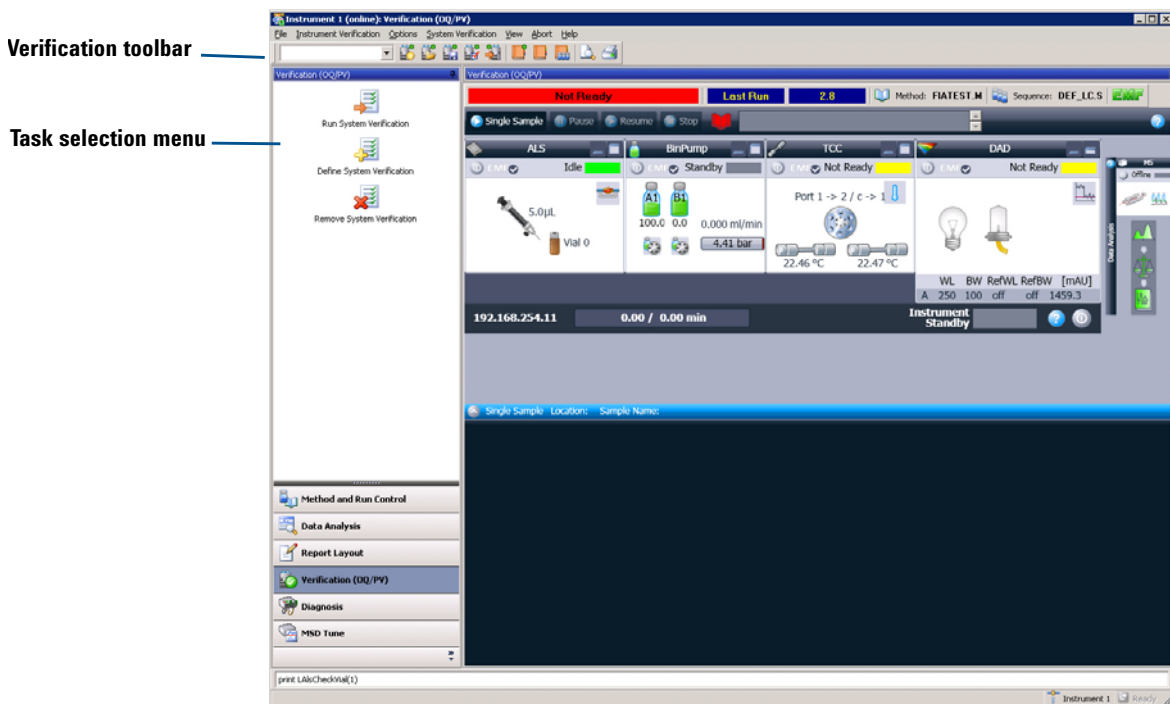 Verification toolbar
Task selection menu
Instrument 1 (online): Verification (OQ/PV)
File Instrument Verification Options System Verification View Abort Help
Verification (OQ/PV)
Run System Verification
Define System Verification
Remove System Verification
Method and Run Control
Data Analysis
Report Layout
Verification (OQ/PV)
Diagnosis
MSD Tune
Verification (OQ/PV)
Not Ready Last Run 2.8 Method: FIATEST.M Sequence: DEF_LC.S EMF
Single Sample Pause Resume Stop
ALS BinPump TCC DAD MS
EMF Idle EMF Standby EMF Not Ready EMF Not Ready Offline
5.0µL
Vial 0
A1 B1
100.0 0.0 0.000 ml/min
4.41 bar
Port 1 -> 2 / c -> 1
22.46 °C 22.47 °C
WL BW RefWL RefBW [mAU]
A 250 100 off off 1459.3
Data Analysis
192.168.254.11 0.00 / 0.00 min Instrument
Standby
Single Sample Location: Sample Name:
print LAlsCheckVial(1)
Instrument 1 Ready